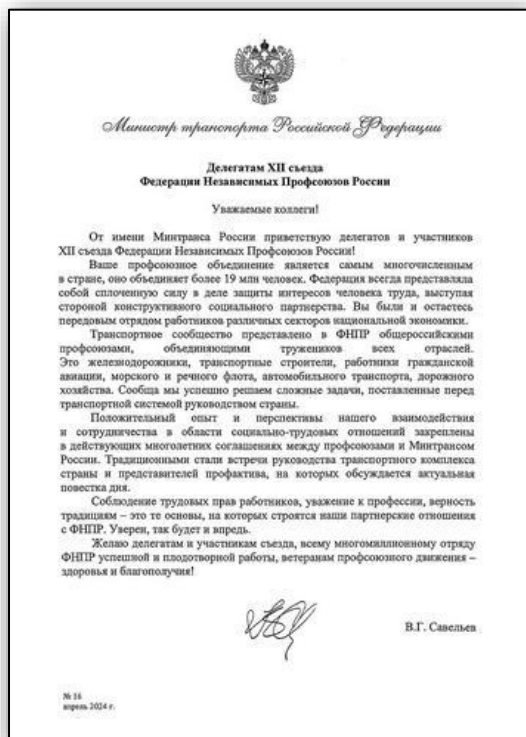 Министр транспорта Российской Федерации
Делегатам XII съезда
Федерации Независимых Профсоюзов России
Уважаемые коллеги!
От имени Минтранса России приветствую делегатов и участников
XII съезда Федерации Независимых Профсоюзов России!
Ваше профсоюзное объединение является самым многочисленным
в стране, оно объединяет более 19 млн человек. Федерация всегда представляла
собой сплоченную силу в деле защиты интересов человека труда, выступая
стороной конструктивного социального партнерства. Вы были и остаетесь
передовым отрядом работников различных секторов национальной экономики.
Транспортное сообщество представлено в ФНПР общероссийскими
профсоюзами, объединяющими тружеников всех отраслей.
Это железнодорожники, транспортные строители, работники гражданской
авиации, морского и речного флота, автомобильного транспорта, дорожного
хозяйства. Сообща мы успешно решаем сложные задачи, поставленные перед
транспортной системой руководством страны.
Положительный опыт и перспективы нашего взаимодействия
и сотрудничества в области социально-трудовых отношений закреплены
в действующих многолетних соглашениях между профсоюзами и Минтрансом
России. Традиционными стали встречи руководства транспортного комплекса
страны и представителей профактива, на которых обсуждается актуальная
повестка дня.
Соблюдение трудовых прав работников, уважение к профессии, верность
традициям – это те основы, на которых строятся наши партнерские отношения
с ФНПР. Уверен, так будет и впредь.
Желаю делегатам и участникам съезда, всему многомиллионному отряду
ФНПР успешной и плодотворной работы, ветеранам профсоюзного движения –
здоровья и благополучия!
В.Г. Савельев
№ 16
апрель 2024 г.